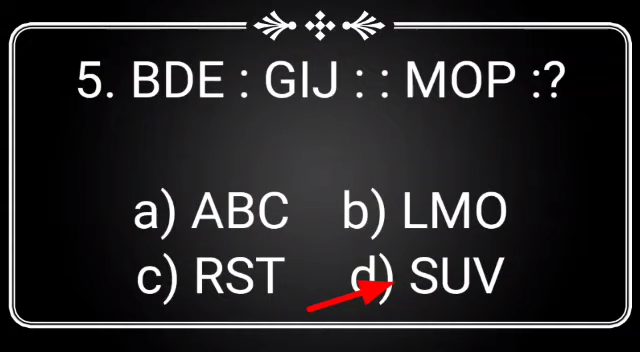 5. BDE : GIJ : : MOP :?
a) ABC b) LMO
c) RST d) SUV